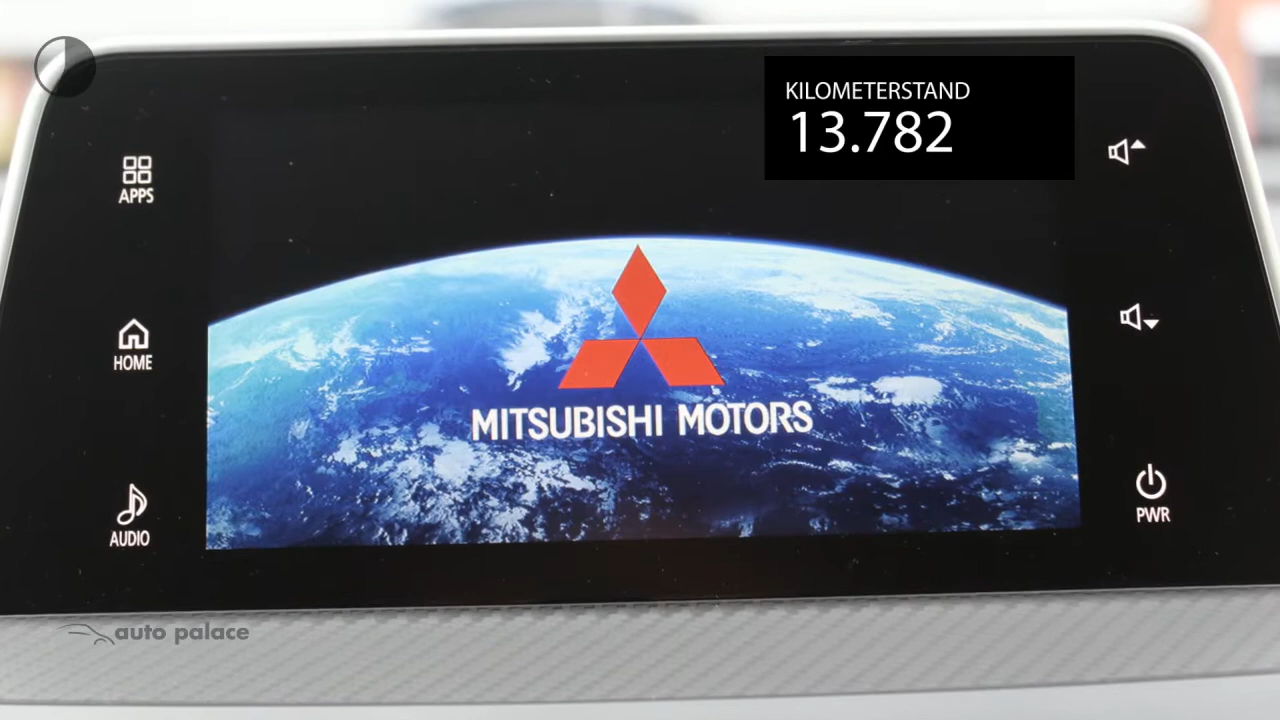 KILOMETERSTAND
13.782
APPS
HOME
MITSUBISHI MOTORS
PWR
AUDIO
auto palace